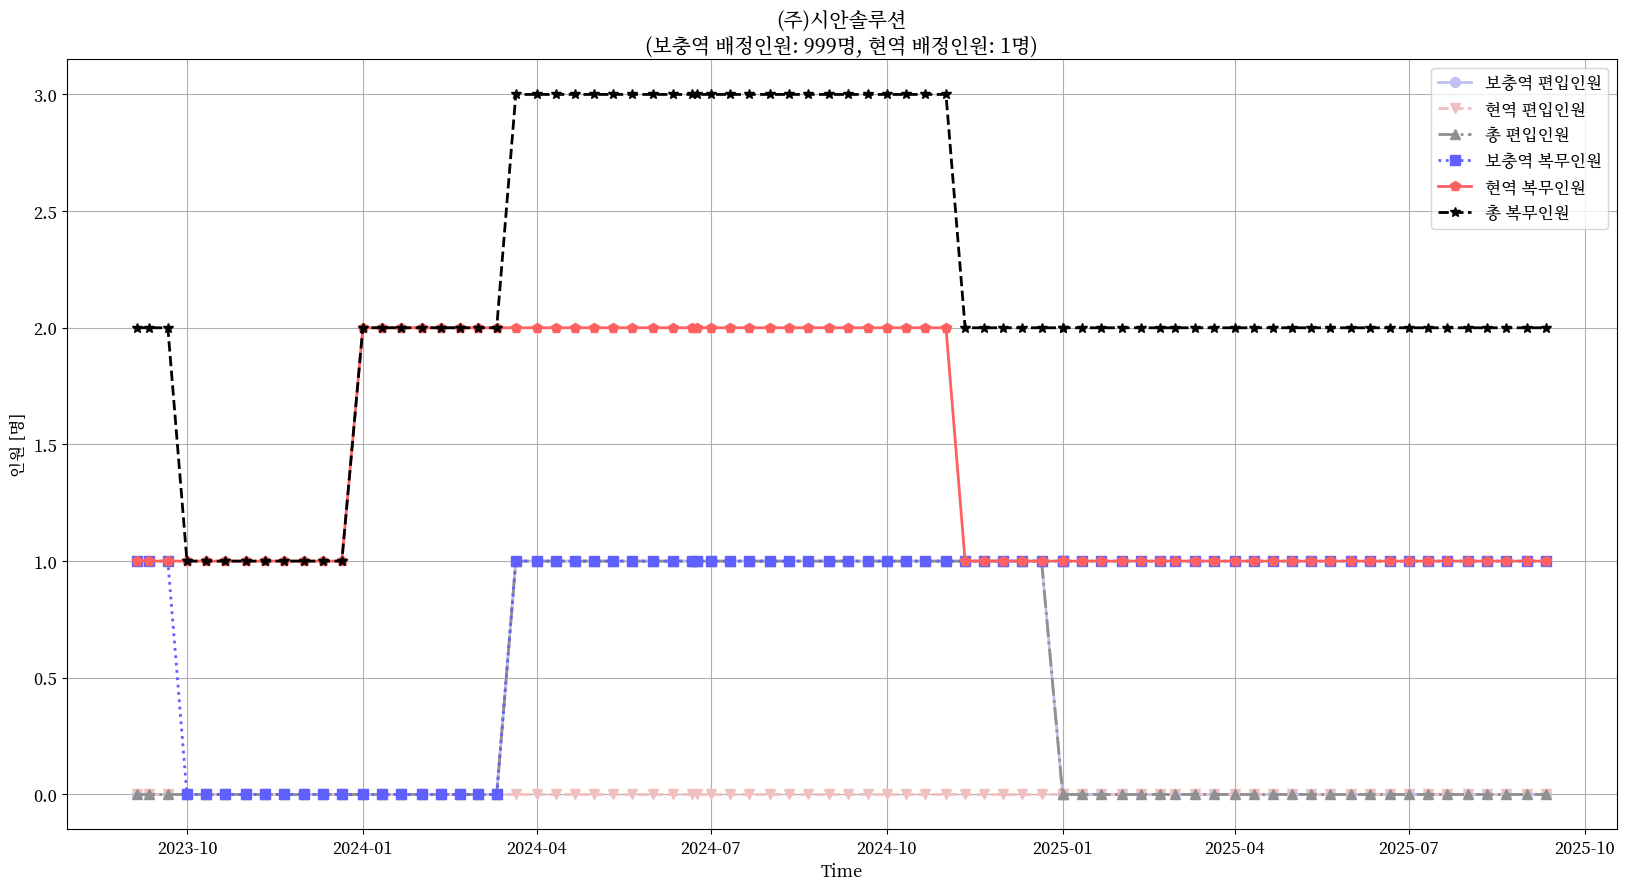 (주)시안솔루션
(보충역 배정인원: 999명, 현역 배정인원: 1명)
보충역 편입인원
현역 편입인원
총 편입인원
보충역 복무인원
현역 복무인원
총 복무인원
인원 [명]
3.0
2.5
2.0
1.5
1.0
0.5
0.0
2023-10
2024-01
2024-04
2024-07
2024-10
2025-01
2025-04
2025-07
2025-10
Time